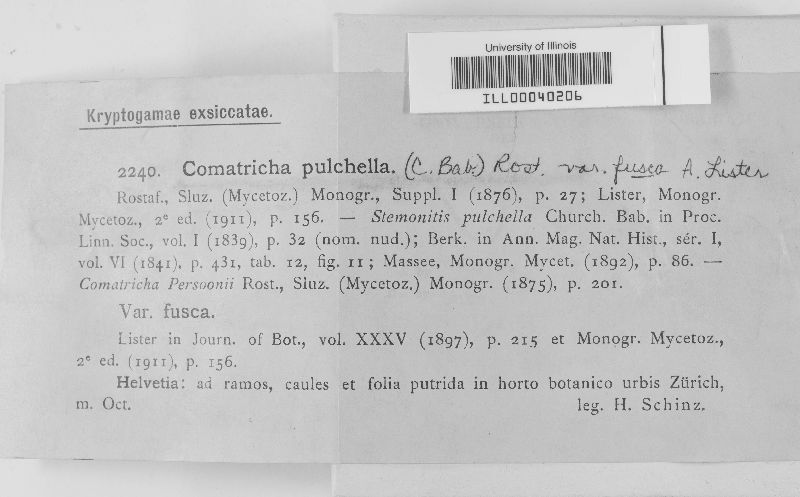 University of Illinois
ILL00040206
Kryptogamae exsiccatae.
2240. Comatricha pulchella. (C. Bab.) Rost. var. fusca A. Lister
Rostaf., Sluz. (Mycetoz.) Monogr., Suppl. I (1876), p. 27; Lister, Monogr.
Mycetoz., 2e ed. (1911), p. 156. — Stemonitis pulchella Church. Bab. in Proc.
Linn. Soc., vol. I (1839), p. 32 (nom. nud.); Berk. in Ann. Mag. Nat. Hist., sér. I,
vol. VI (1841), p. 431, tab. 12, fig. 11; Massee, Monogr. Mycet. (1892), p. 86. —
Comatricha Persoonii Rost., Sluz. (Mycetoz.) Monogr. (1875), p. 201.
Var. fusca.
Lister in Journ. of Bot., vol. XXXV (1897), p. 215 et Monogr. Mycetoz.,
2e ed. (1911), p. 156.
Helvetia: ad ramos, caules et folia putrida in horto botanico urbis Zürich,
m. Oct. leg. H. Schinz.